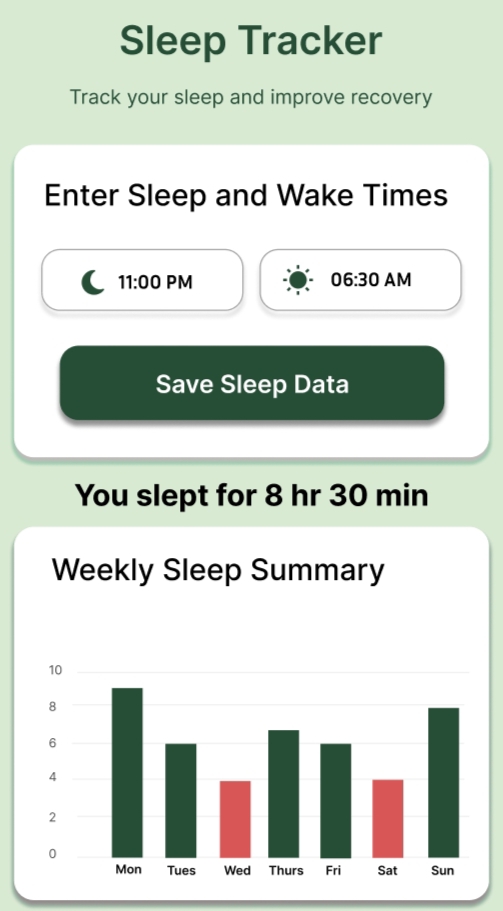 Sleep Tracker
Track your sleep and improve recovery
Enter Sleep and Wake Times
11:00 PM
06:30 AM
Save Sleep Data
You slept for 8 hr 30 min
Weekly Sleep Summary
10
8
6
4
2
0
Mon Tues Wed Thurs Fri Sat Sun